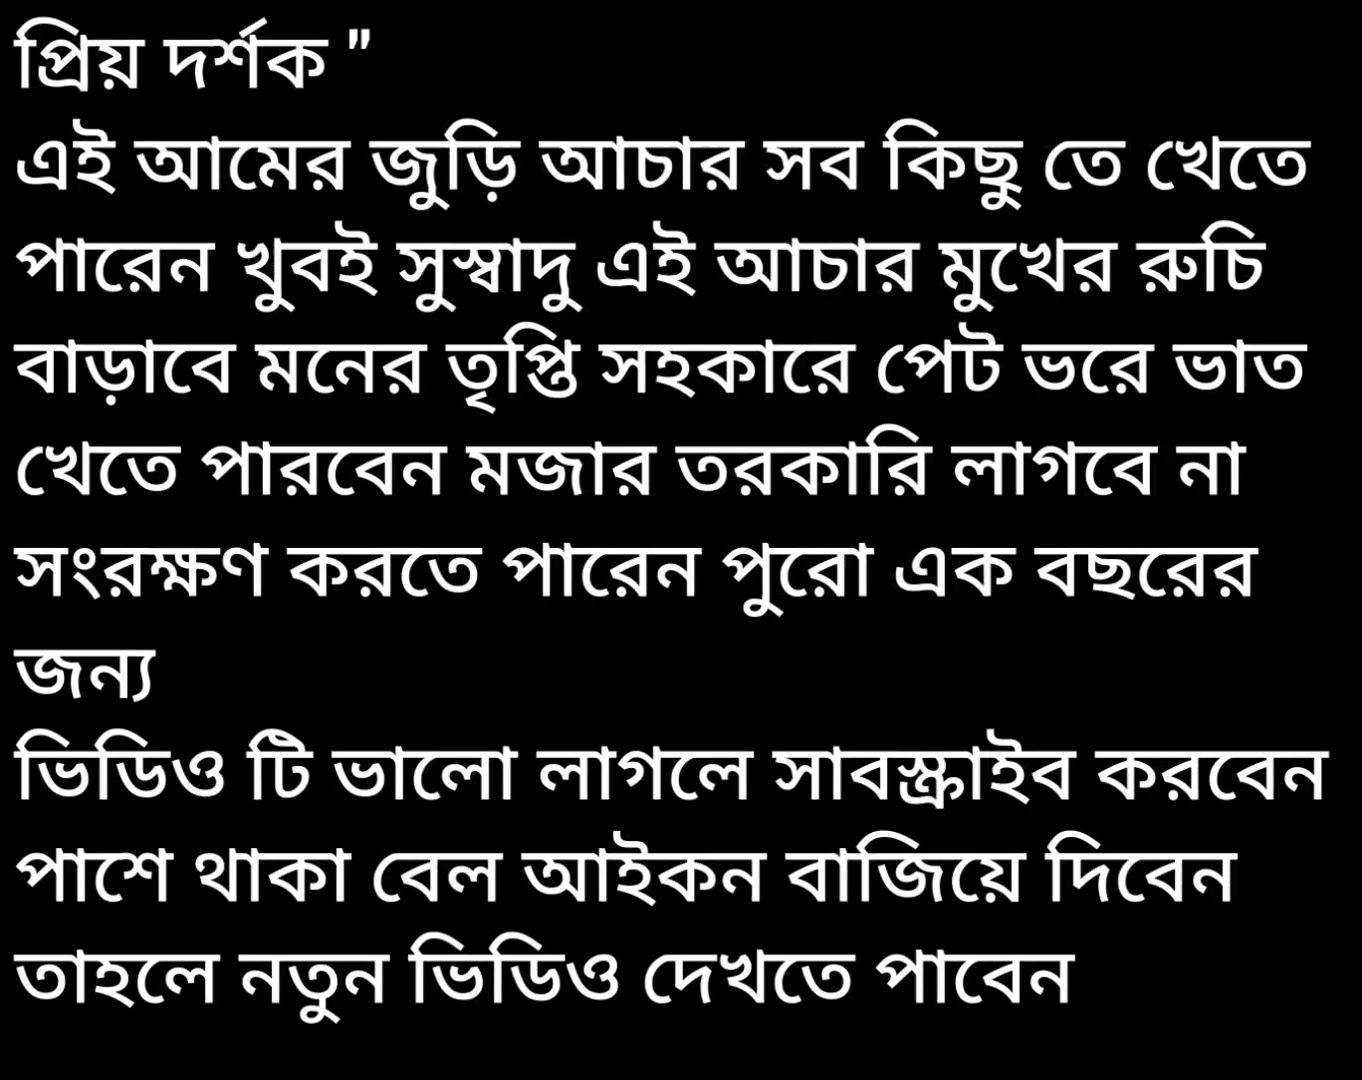 প্রিয় দর্শক "
এই আমের জুড়ি আচার সব কিছু তে খেতে
পারেন খুবই সুস্বাদু এই আচার মুখের রুচি
বাড়াবে মনের তৃপ্তি সহকারে পেট ভরে ভাত
খেতে পারবেন মজার তরকারি লাগবে না
সংরক্ষণ করতে পারেন পুরো এক বছরের
জন্য
ভিডিও টি ভালো লাগলে সাবস্ক্রাইব করবেন
পাশে থাকা বেল আইকন বাজিয়ে দিবেন
তাহলে নতুন ভিডিও দেখতে পাবেন